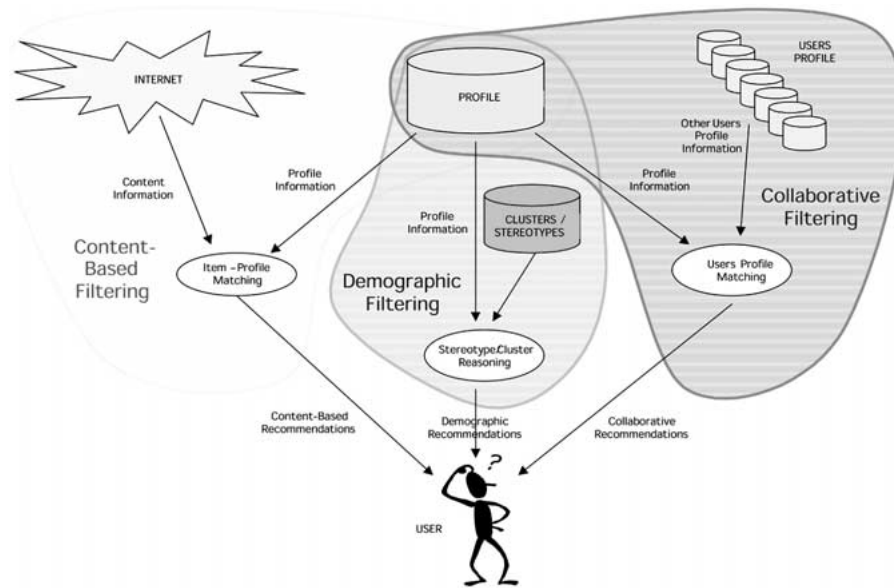 INTERNET
PROFILE
USERS
PROFILE
Other Users
Profile
Information
Content
Information
Profile
Information
Profile
Information
CLUSTERS /
STEREOTYPES
Profile
Information
Collaborative
Filtering
Content-
Based
Filtering
Item - Profile
Matching
Demographic
Filtering
Users Profile
Matching
Stereotype/Cluster
Reasoning
Content-Based
Recommendations
Demographic
Recommendations
Collaborative
Recommendations
?
USER